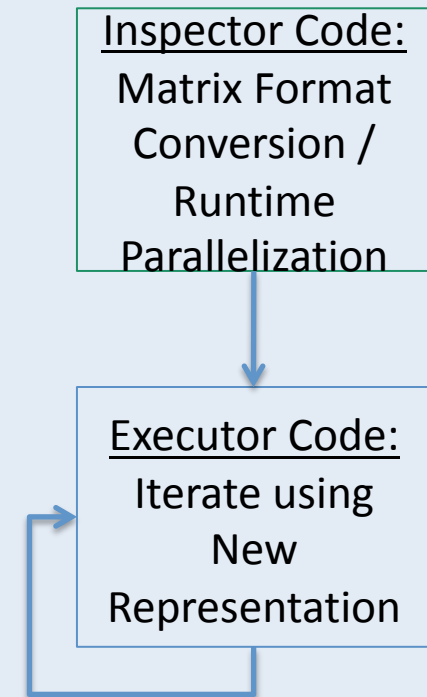 Inspector Code:
Matrix Format
Conversion /
Runtime
Parallelization
Executor Code:
Iterate using
New
Representation